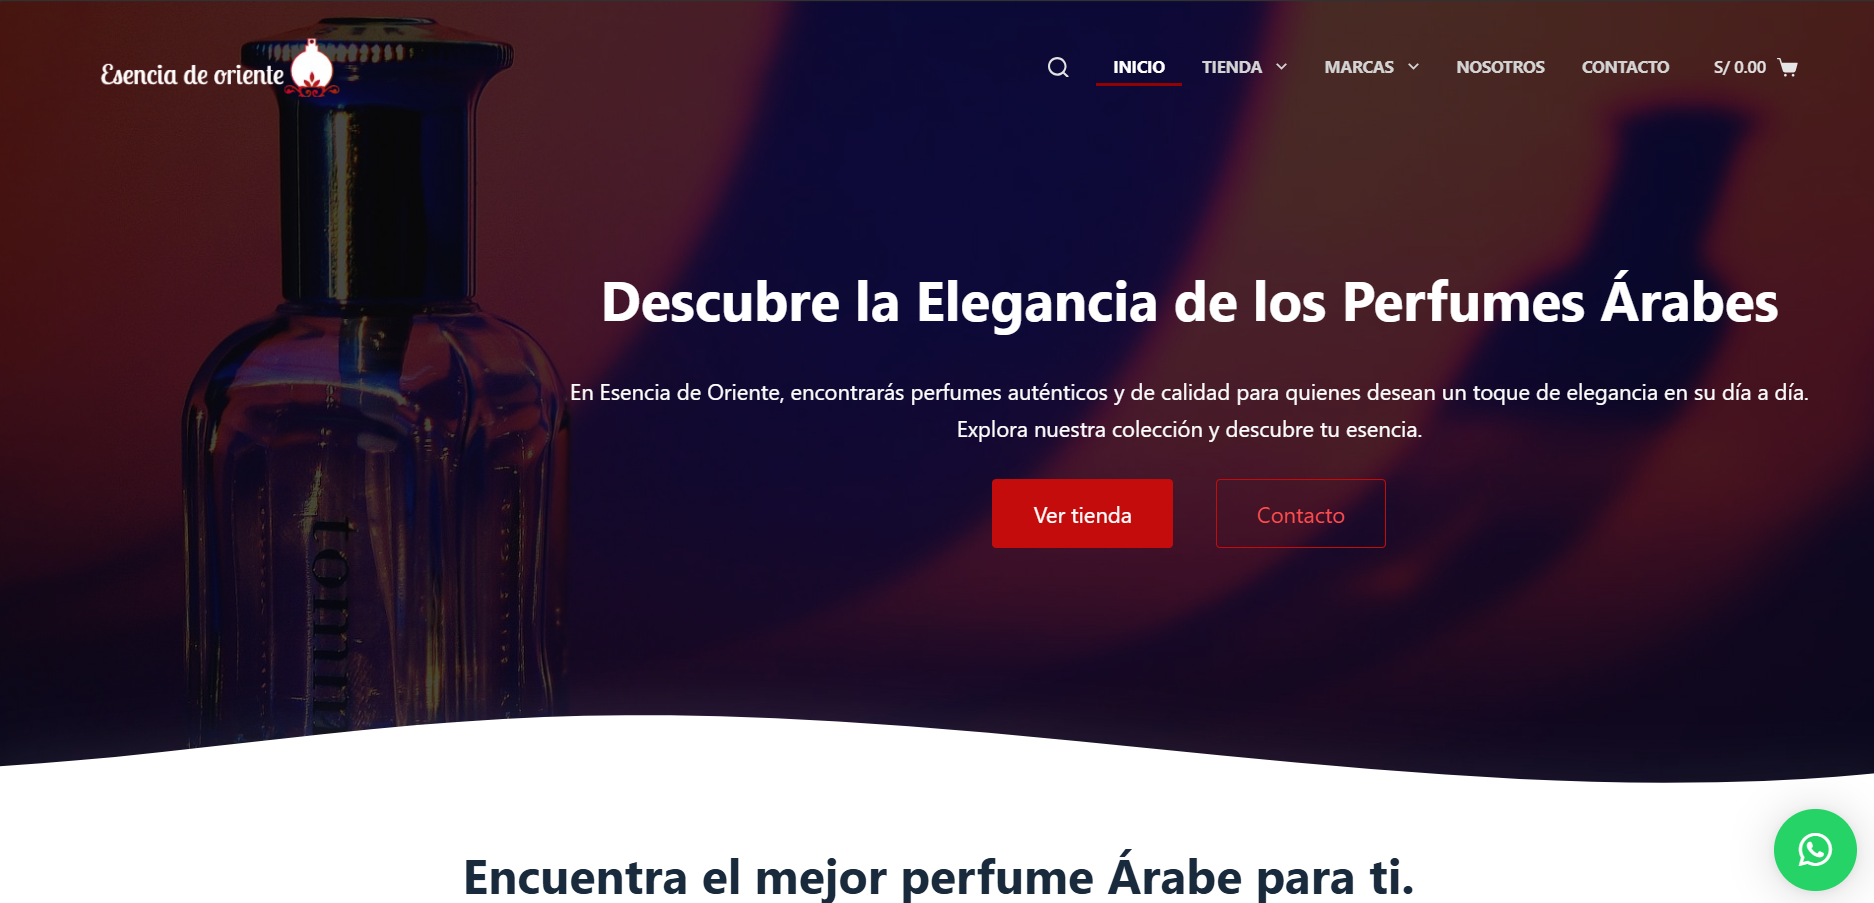 Esencia de oriente
INICIO
TIENDA
MARCAS
NOSOTROS
CONTACTO
S/ 0.00
Descubre la Elegancia de los Perfumes Árabes
En Esencia de Oriente, encontrarás perfumes auténticos y de calidad para quienes desean un toque de elegancia en su día a día.
Explora nuestra colección y descubre tu esencia.
Ver tienda
Contacto
Encuentra el mejor perfume Árabe para ti.